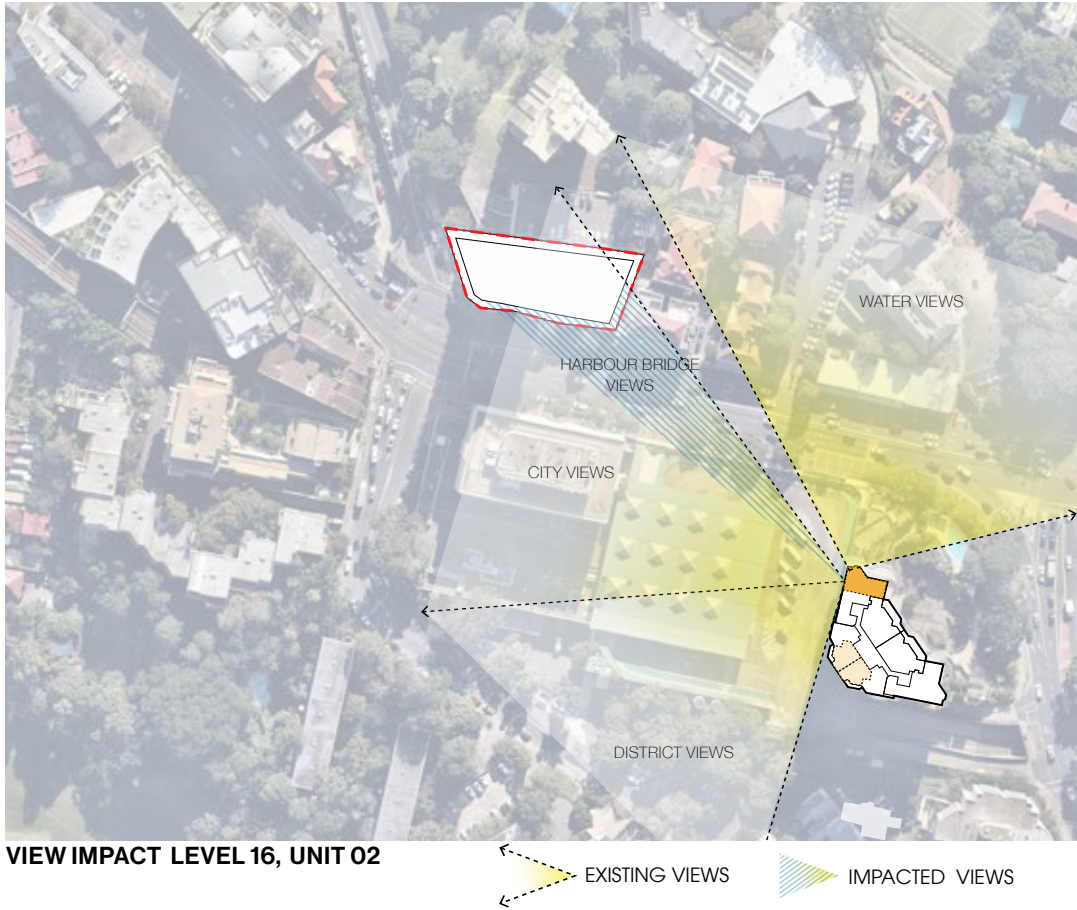 WATER VIEWS
HARBOUR BRIDGE
VIEWS
CITY VIEWS
DISTRICT VIEWS
VIEW IMPACT LEVEL 16, UNIT 02
EXISTING VIEWS
IMPACTED VIEWS